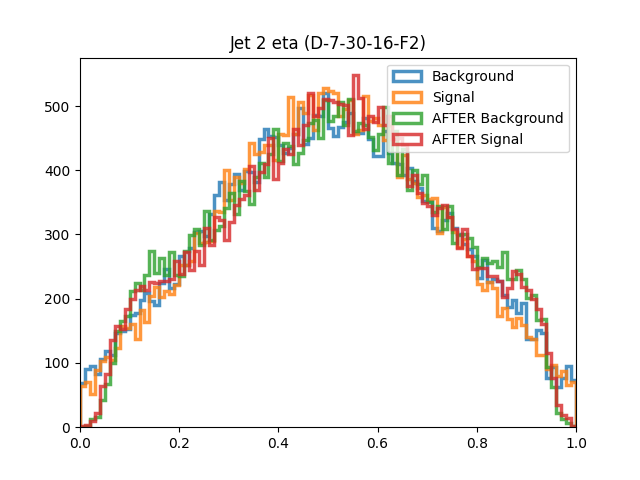 Jet 2 eta (D-7-30-16-F2)
Background
Signal
AFTER Background
AFTER Signal
500
400
300
200
100
0
0.0 0.2 0.4 0.6 0.8 1.0